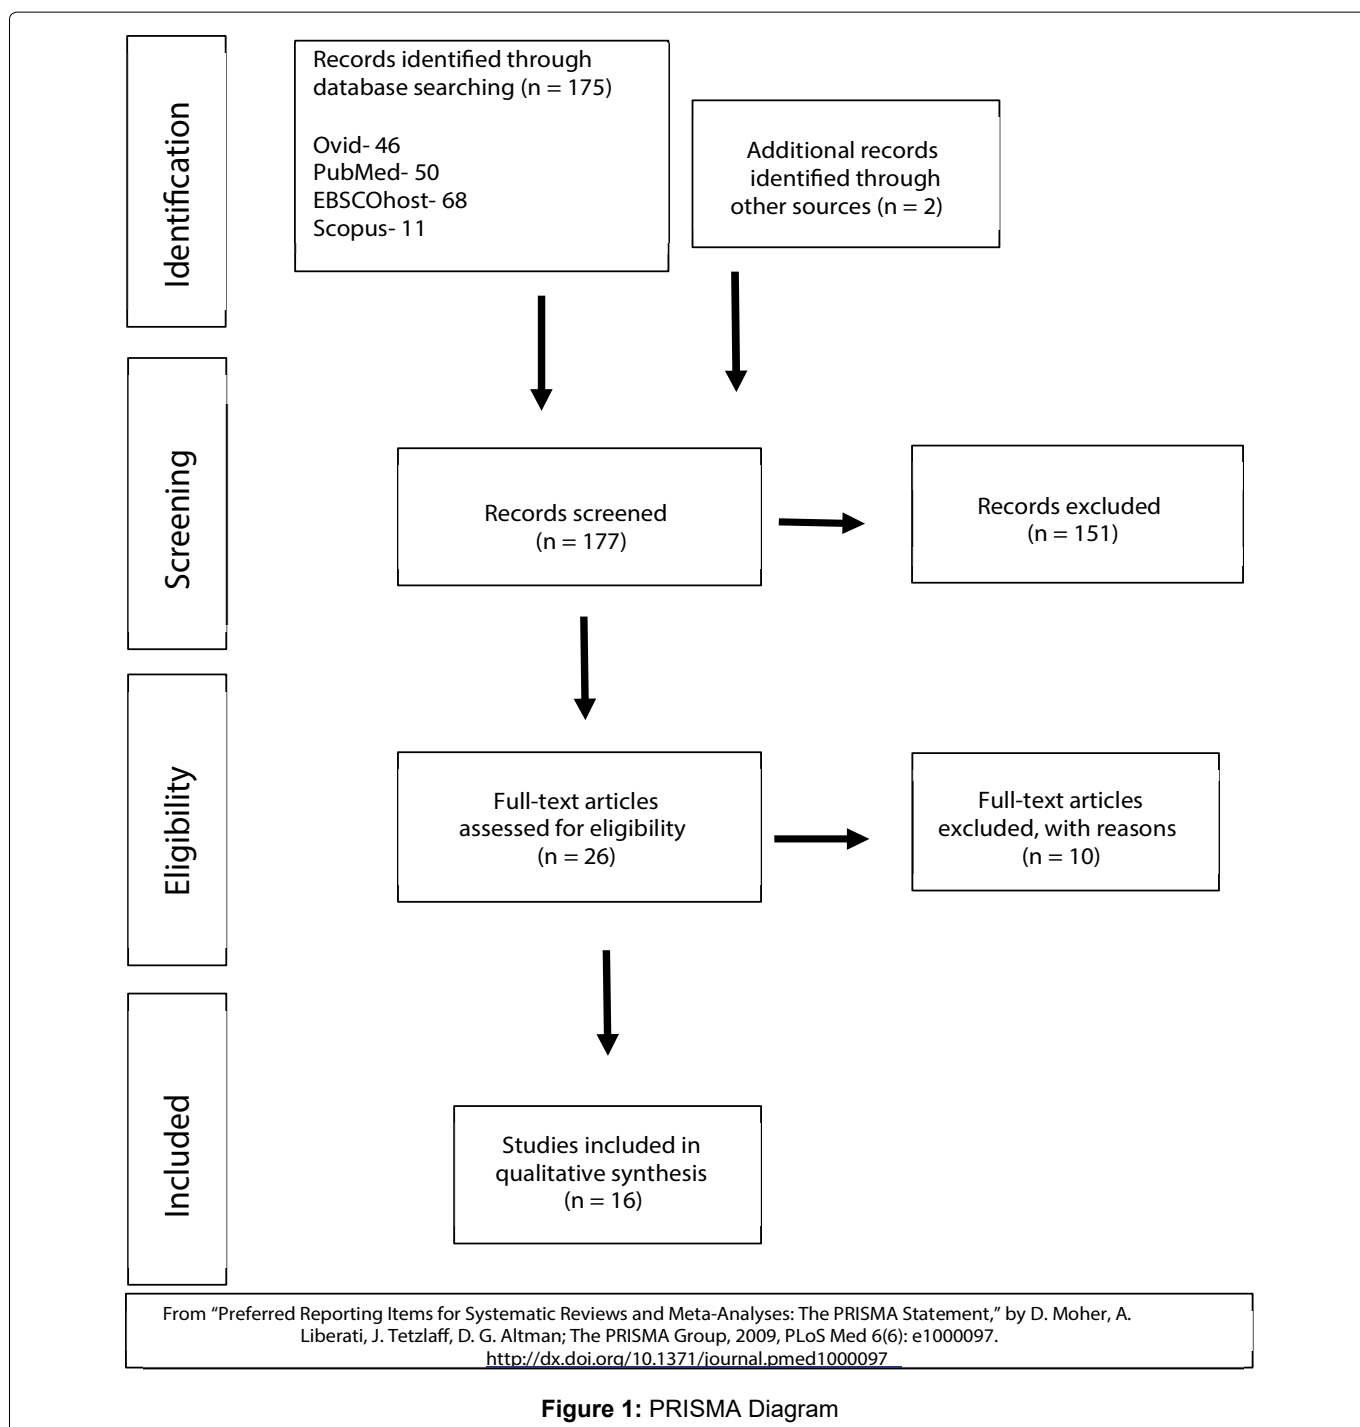 Identification
Records identified through
database searching (n = 175)
Ovid- 46
PubMed- 50
EBSCOhost- 68
Scopus- 11
Additional records
identified through
other sources (n = 2)
Screening
Records screened
(n = 177)
Records excluded
(n = 151)
Eligibility
Full-text articles
assessed for eligibility
(n = 26)
Full-text articles
excluded, with reasons
(n = 10)
Included
Studies included in
qualitative synthesis
(n = 16)
From “Preferred Reporting Items for Systematic Reviews and Meta-Analyses: The PRISMA Statement,” by D. Moher, A.
Liberati, J. Tetzlaff, D. G. Altman; The PRISMA Group, 2009, PLoS Med 6(6): e1000097.
http://dx.doi.org/10.1371/journal.pmed1000097
Figure 1: PRISMA Diagram